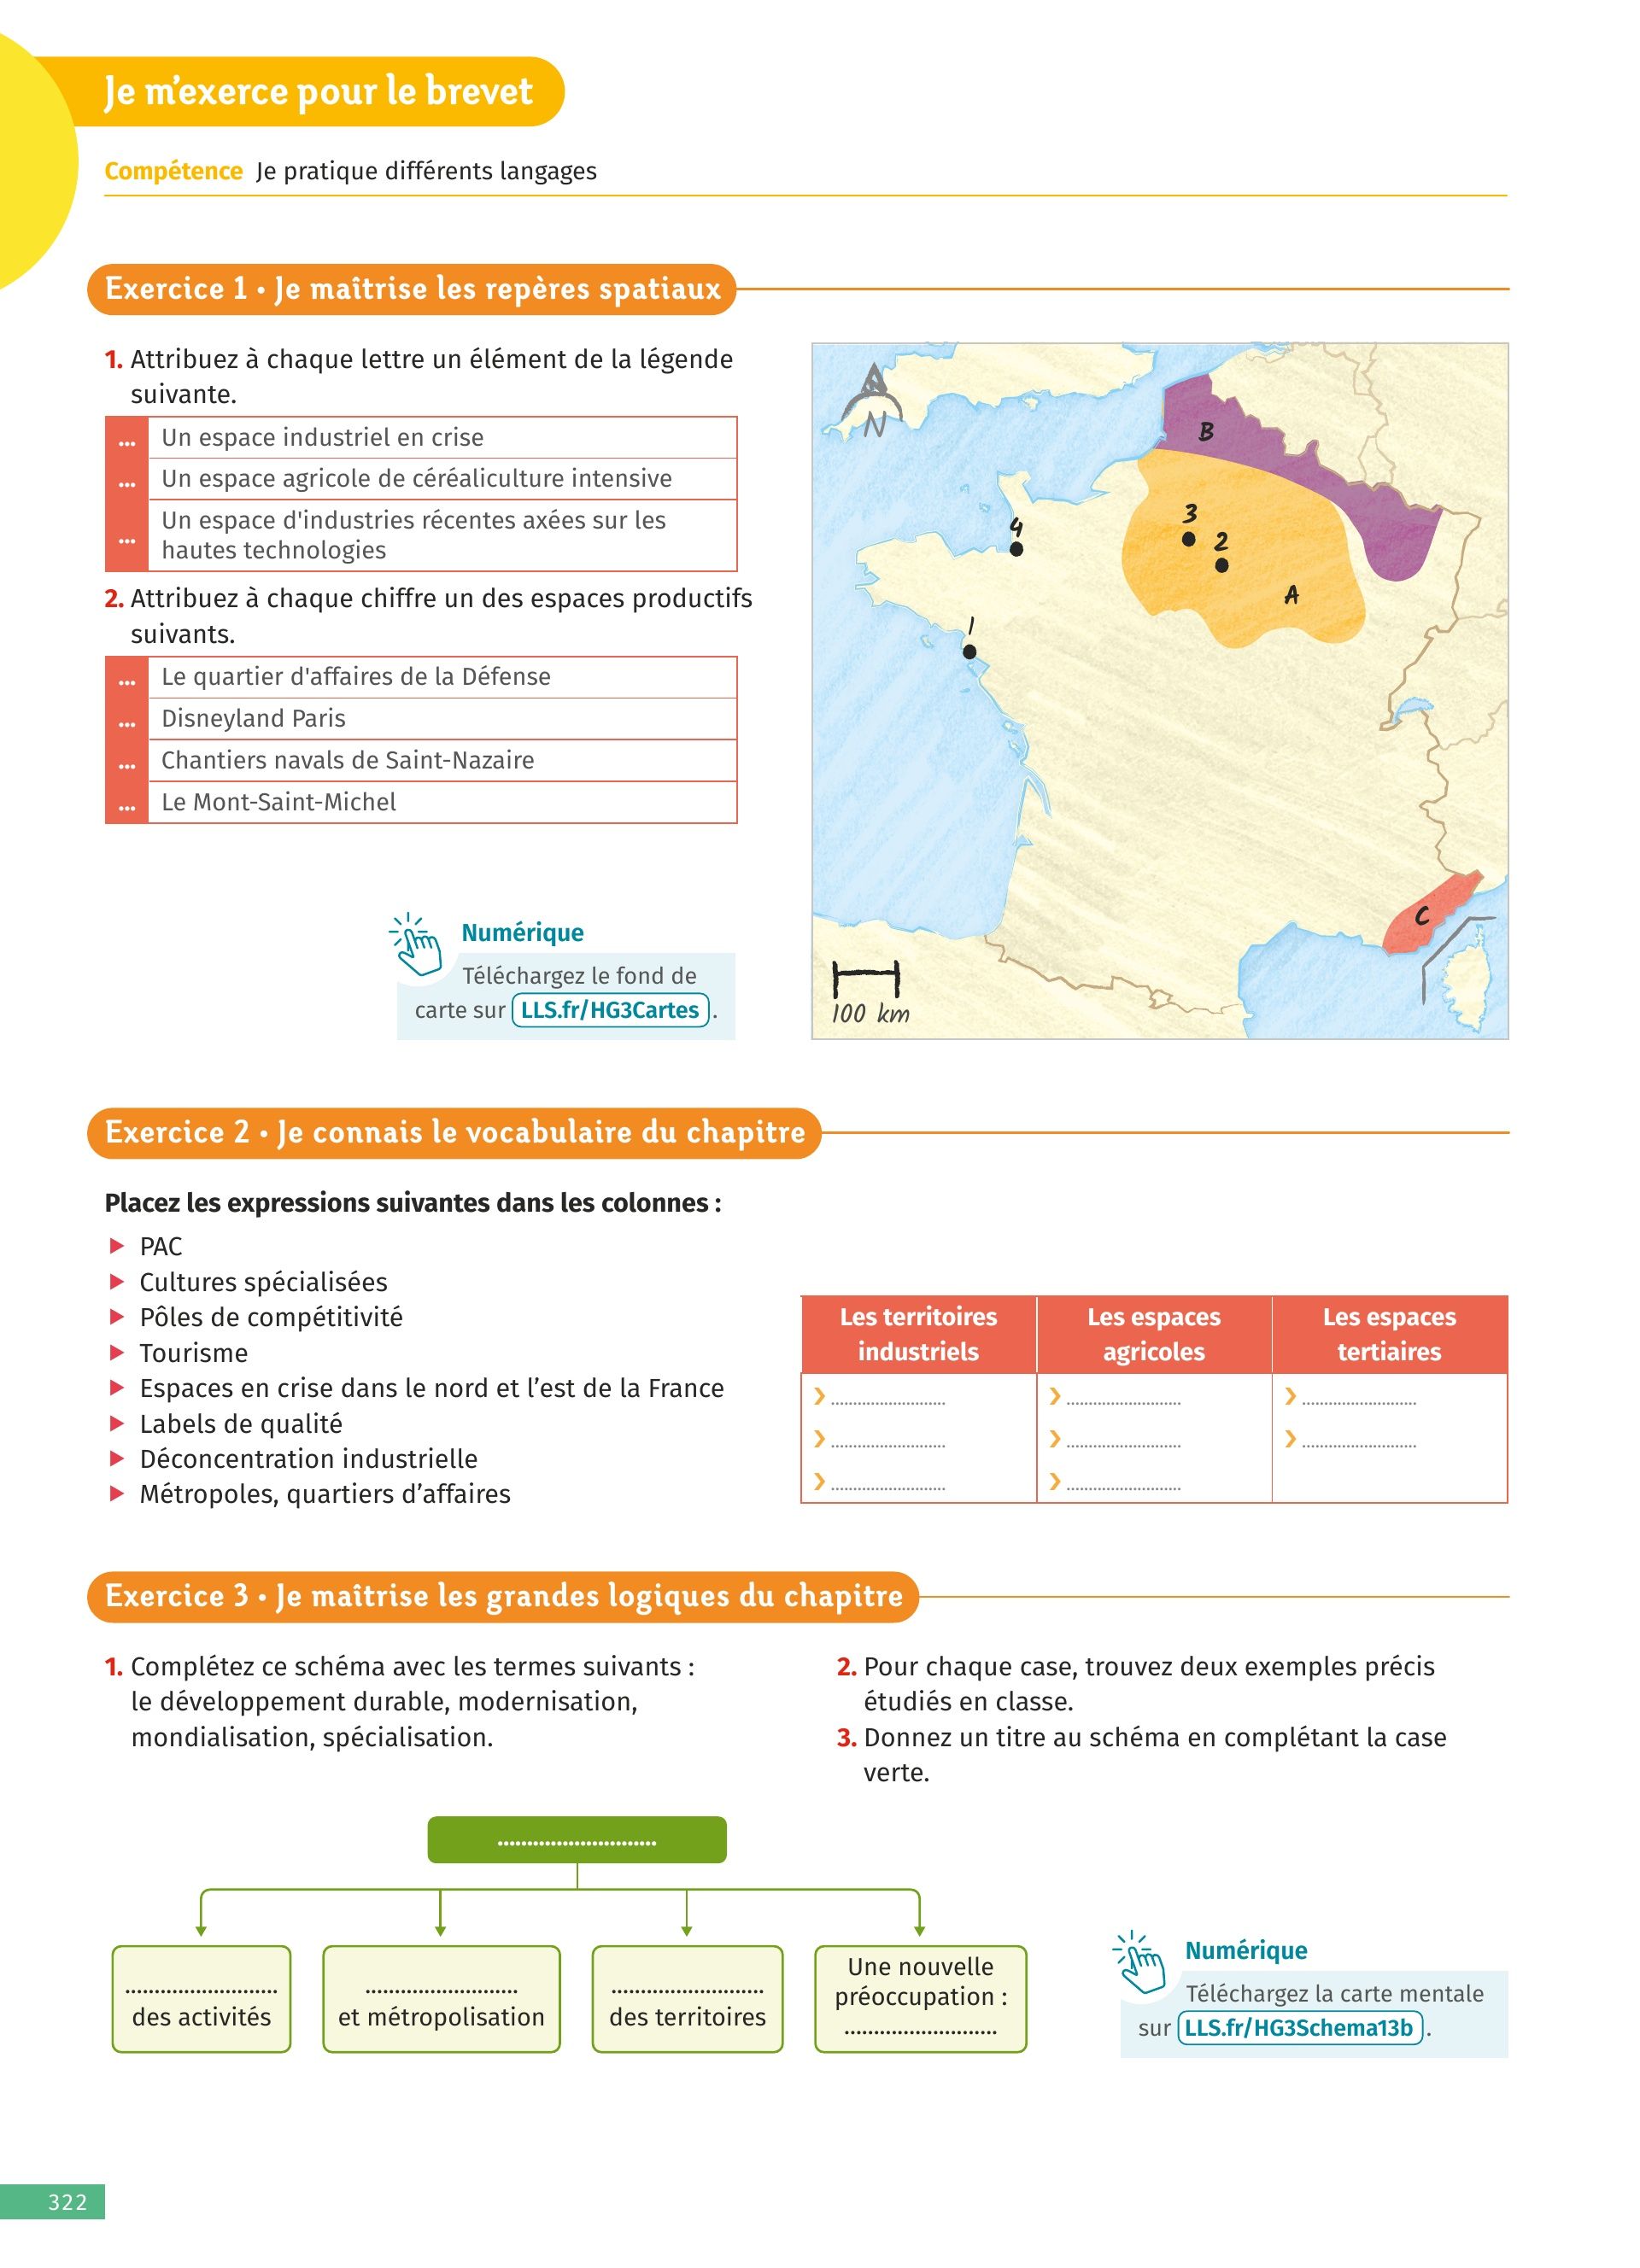 Je m'exerce pour le brevet
Compétence Je pratique différents langages
Exercice 1 • Je maîtrise les repères spatiaux
1. Attribuez à chaque lettre un élément de la légende
suivante.
... Un espace industriel en crise
... Un espace agricole de céréaliculture intensive
... Un espace d'industries récentes axées sur les
hautes technologies
2. Attribuez à chaque chiffre un des espaces productifs
suivants.
... Le quartier d'affaires de la Défense
... Disneyland Paris
... Chantiers navals de Saint-Nazaire
... Le Mont-Saint-Michel
Numérique
Téléchargez le fond de
carte sur LLS.fr/HG3Cartes .
N
B
3
4
2
A
1
C
100 km
Exercice 2 • Je connais le vocabulaire du chapitre
Placez les expressions suivantes dans les colonnes :
▶ PAC
▶ Cultures spécialisées
▶ Pôles de compétitivité
▶ Tourisme
▶ Espaces en crise dans le nord et l'est de la France
▶ Labels de qualité
▶ Déconcentration industrielle
▶ Métropoles, quartiers d'affaires
Les territoires
industriels
Les espaces
agricoles
Les espaces
tertiaires
❯ ........................ ❯ ........................ ❯ ........................
❯ ........................ ❯ ........................ ❯ ........................
❯ ........................ ❯ ........................
Exercice 3 • Je maîtrise les grandes logiques du chapitre
1. Complétez ce schéma avec les termes suivants :
le développement durable, modernisation,
mondialisation, spécialisation.
2. Pour chaque case, trouvez deux exemples précis
étudiés en classe.
3. Donnez un titre au schéma en complétant la case
verte.
...........................
..........................
des activités
..........................
et métropolisation
..........................
des territoires
Une nouvelle
préoccupation :
..........................
Numérique
Téléchargez la carte mentale
sur LLS.fr/HG3Schema13b .
322